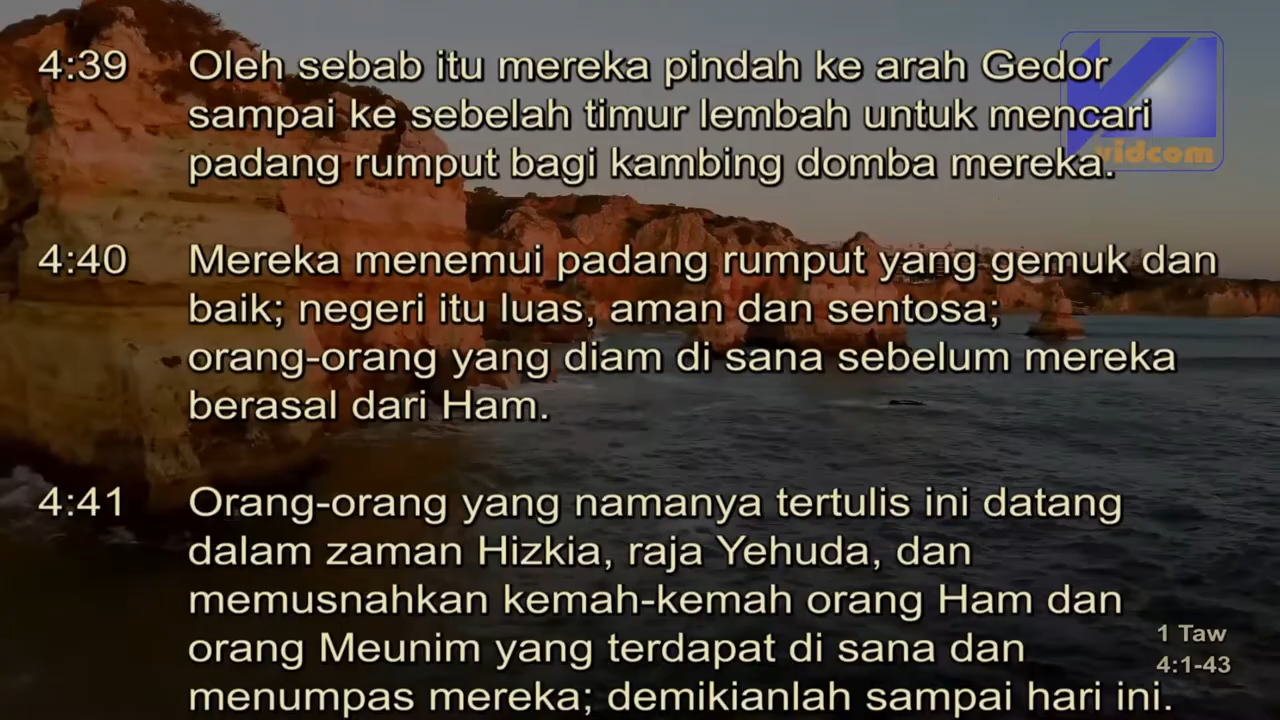 4:39 Oleh sebab itu mereka pindah ke arah Gedor
sampai ke sebelah timur lembah untuk mencari
padang rumput bagi kambing domba mereka.
4:40 Mereka menemui padang rumput yang gemuk dan
baik; negeri itu luas, aman dan sentosa;
orang-orang yang diam di sana sebelum mereka
berasal dari Ham.
4:41 Orang-orang yang namanya tertulis ini datang
dalam zaman Hizkia, raja Yehuda, dan
memusnahkan kemah-kemah orang Ham dan
orang Meunim yang terdapat di sana dan
menumpas mereka; demikianlah sampai hari ini.
vidcom
1 Taw
4:1-43